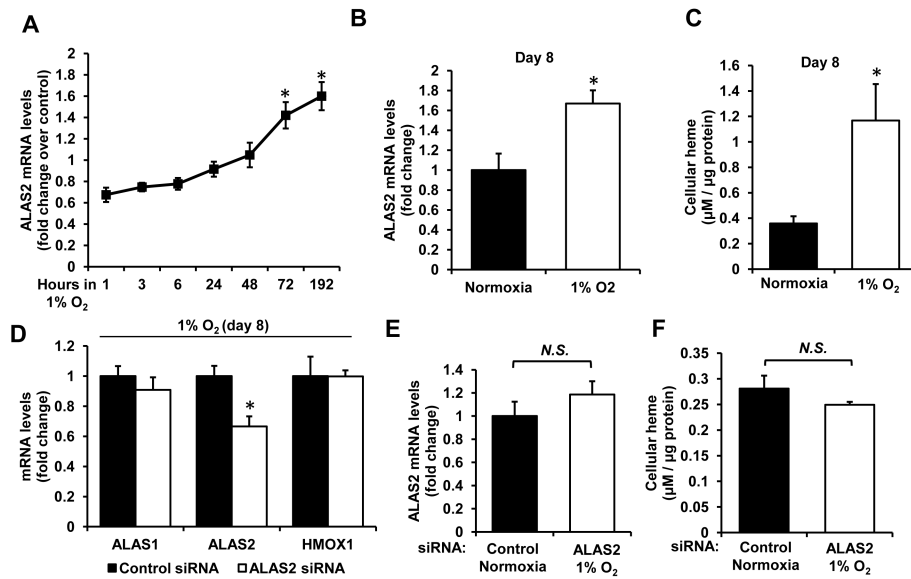 A
ALAS2 mRNA levels
(fold change over control)
2
1.8
1.6
1.4
1.2
1
0.8
0.6
0.4
0.2
0
* *
Hours in 1 3 6 24 48 72 192
1% O2
B
Day 8
ALAS2 mRNA levels
(fold change)
2
1.8
1.6
1.4
1.2
1
0.8
0.6
0.4
0.2
0
*
Normoxia 1% O2
C
Day 8
Cellular heme
(µM / µg protein)
1.6
1.4
1.2
1
0.8
0.6
0.4
0.2
0
*
Normoxia 1% O2
D
1% O2 (day 8)
mRNA levels
(fold change)
1.2
1
0.8
0.6
0.4
0.2
0
*
ALAS1 ALAS2 HMOX1
Control siRNA ALAS2 siRNA
E
N.S.
ALAS2 mRNA levels
(fold change)
1.4
1.2
1
0.8
0.6
0.4
0.2
0
siRNA: Control ALAS2
Normoxia 1% O2
F
N.S.
Cellular heme
(µM / µg protein)
0.35
0.3
0.25
0.2
0.15
0.1
0.05
0
siRNA: Control ALAS2
Normoxia 1% O2